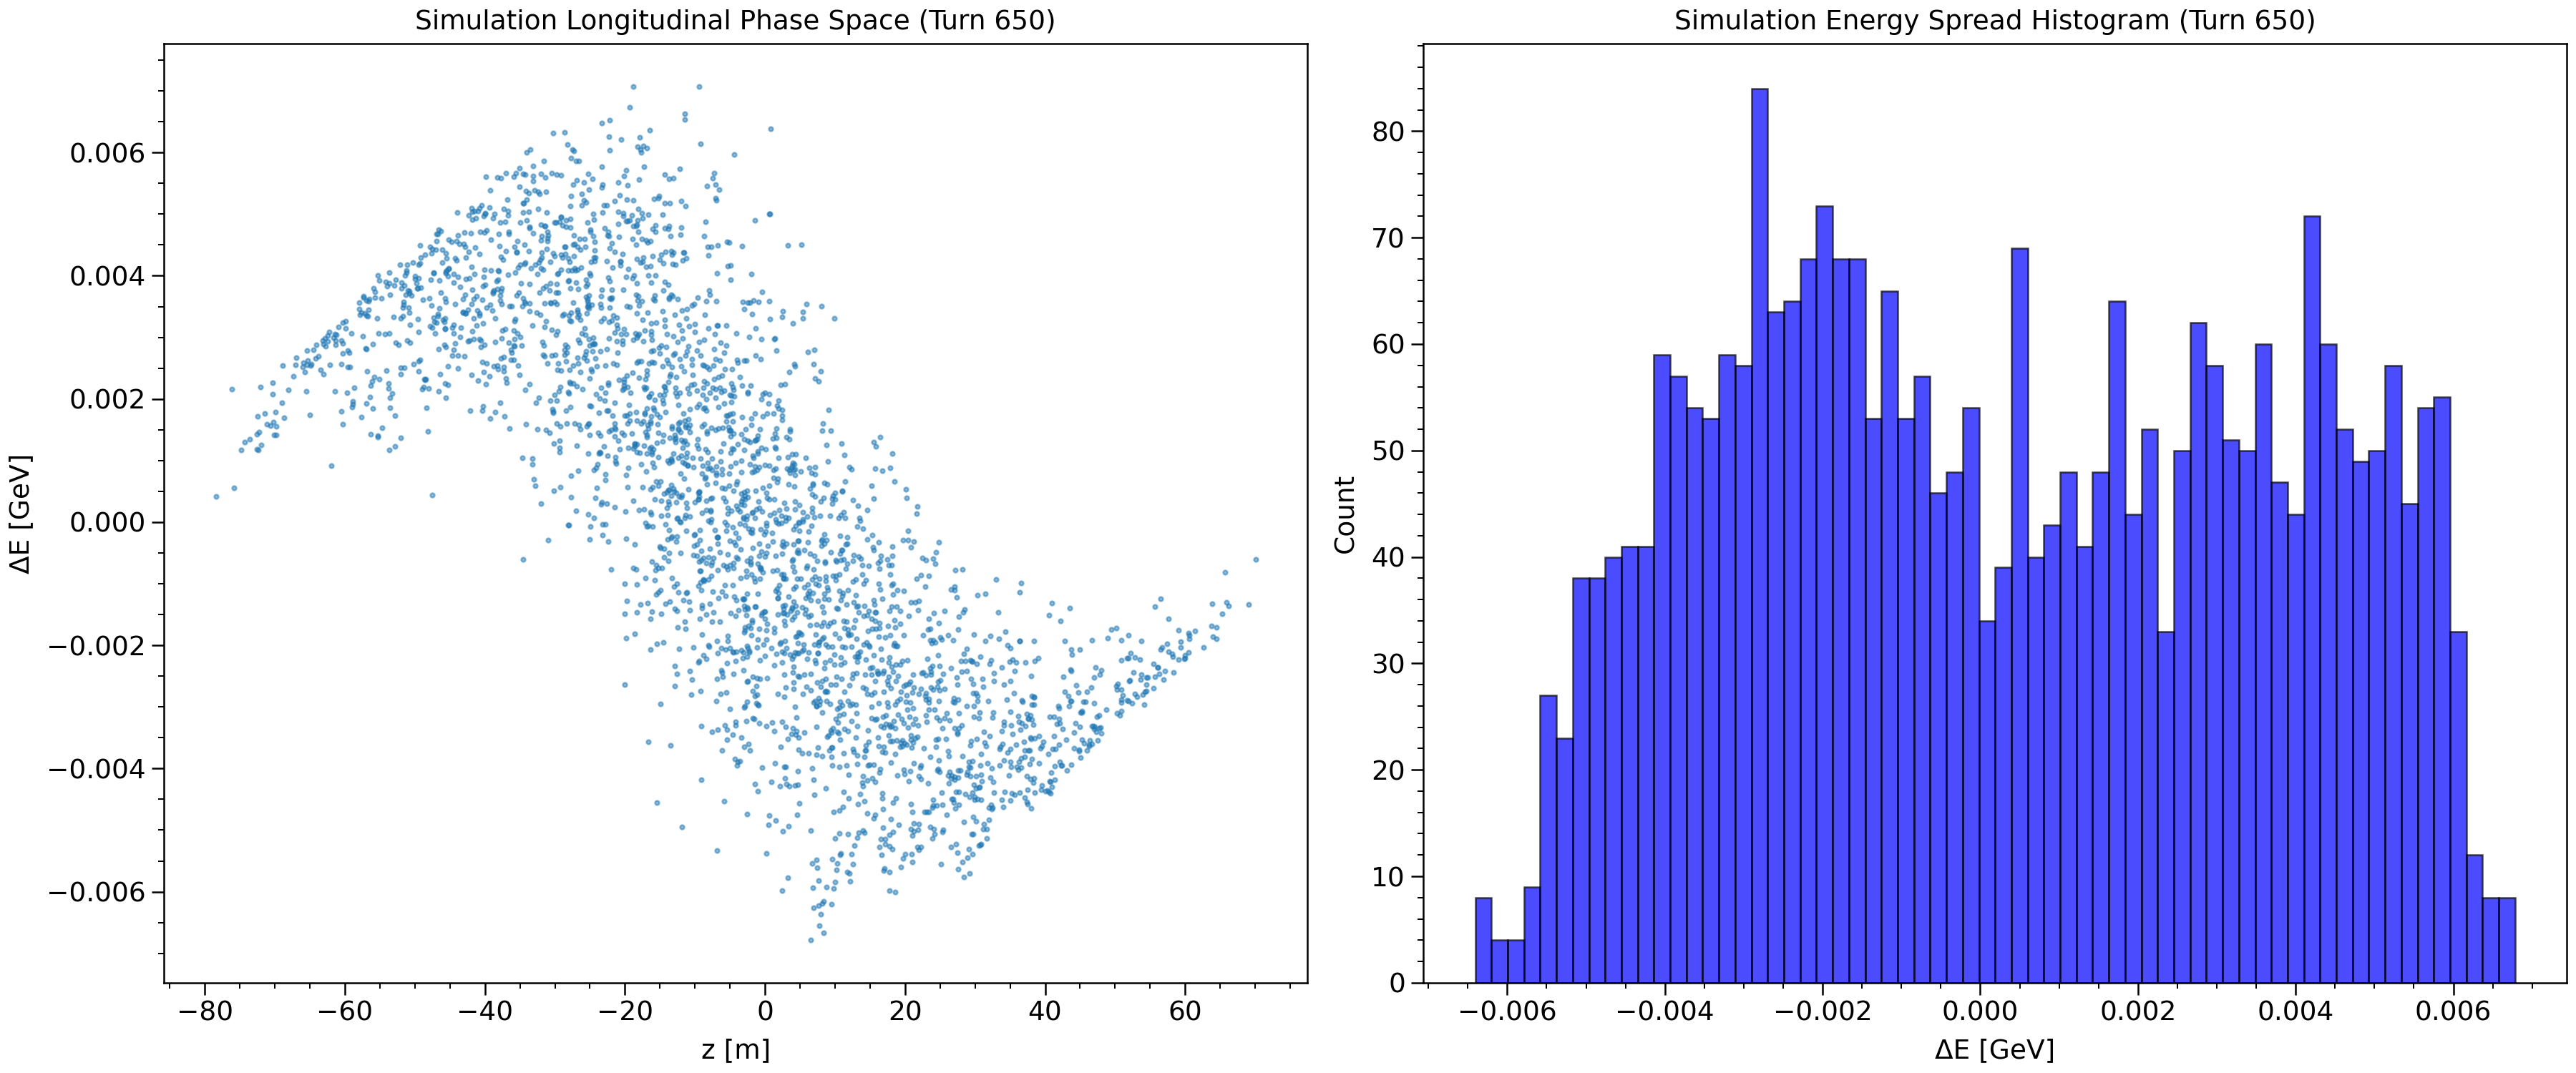 Simulation Longitudinal Phase Space (Turn 650)
ΔE [GeV]
0.006
0.004
0.002
0.000
−0.002
−0.004
−0.006
−80 −60 −40 −20 0 20 40 60
z [m]
Simulation Energy Spread Histogram (Turn 650)
Count
80
70
60
50
40
30
20
10
0
−0.006 −0.004 −0.002 0.000 0.002 0.004 0.006
ΔE [GeV]